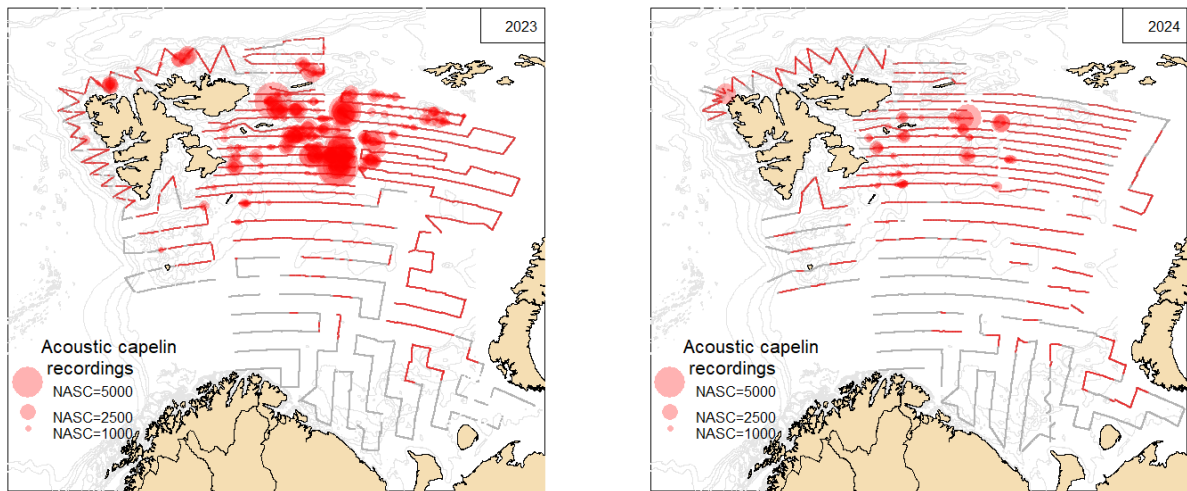 2023
Acoustic capelin
recordings
NASC=5000
NASC=2500
NASC=1000
2024
Acoustic capelin
recordings
NASC=5000
NASC=2500
NASC=1000